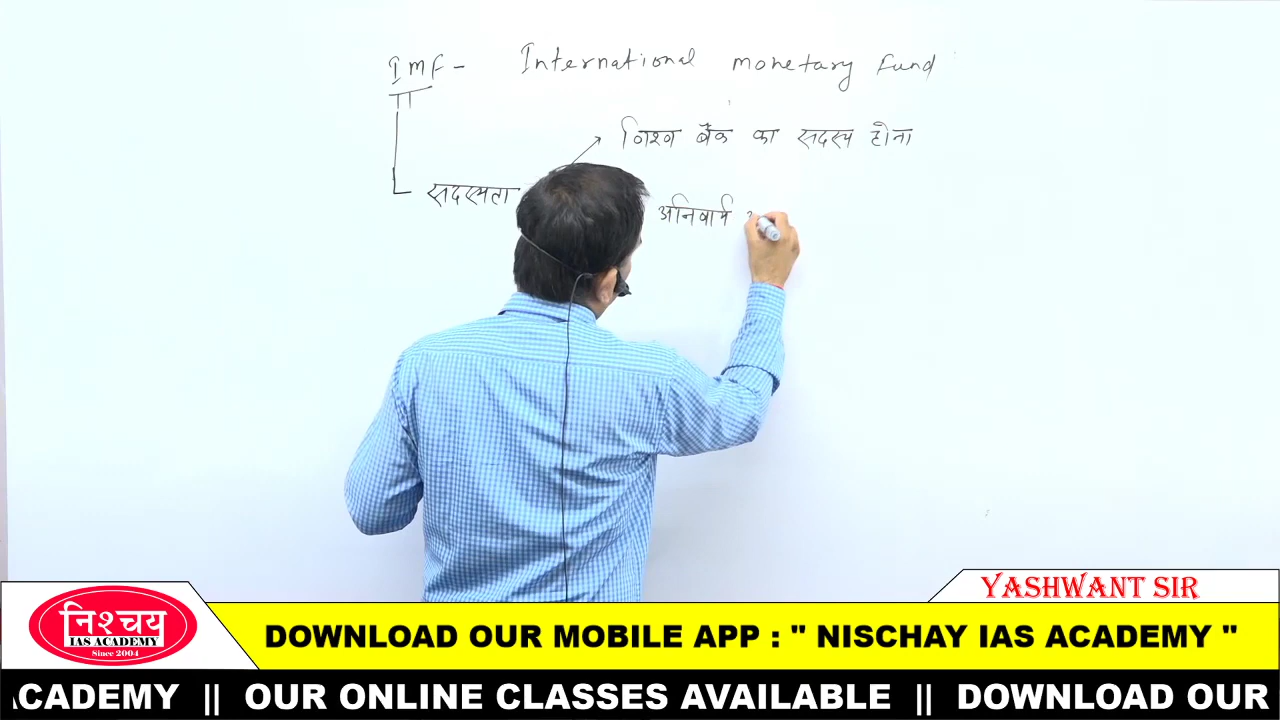 IMF - International monetary Fund
विश्व बैंक का सदस्य होना
सदस्यता
अनिवार्य
YASHWANT SIR
निश्चय
IAS ACADEMY
Since 2004
DOWNLOAD OUR MOBILE APP : " NISCHAY IAS ACADEMY "
ACADEMY || OUR ONLINE CLASSES AVAILABLE || DOWNLOAD OUR